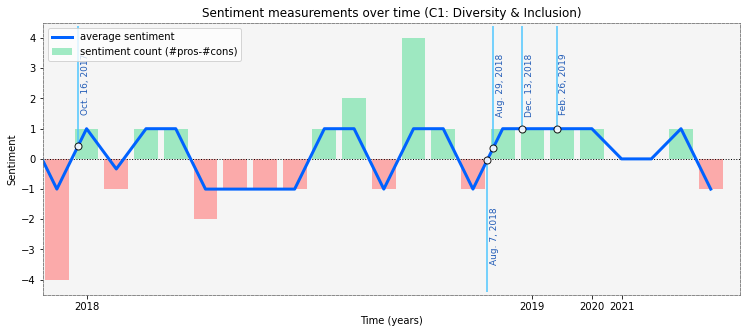 Sentiment measurements over time (C1: Diversity & Inclusion)
average sentiment
sentiment count (#pros-#cons)
Oct. 16, 201
Aug. 29, 2018
Dec. 13, 2018
Feb. 26, 2019
Aug. 7, 2018
Sentiment
4
3
2
1
0
−1
−2
−3
−4
2018
2019
2020
2021
Time (years)